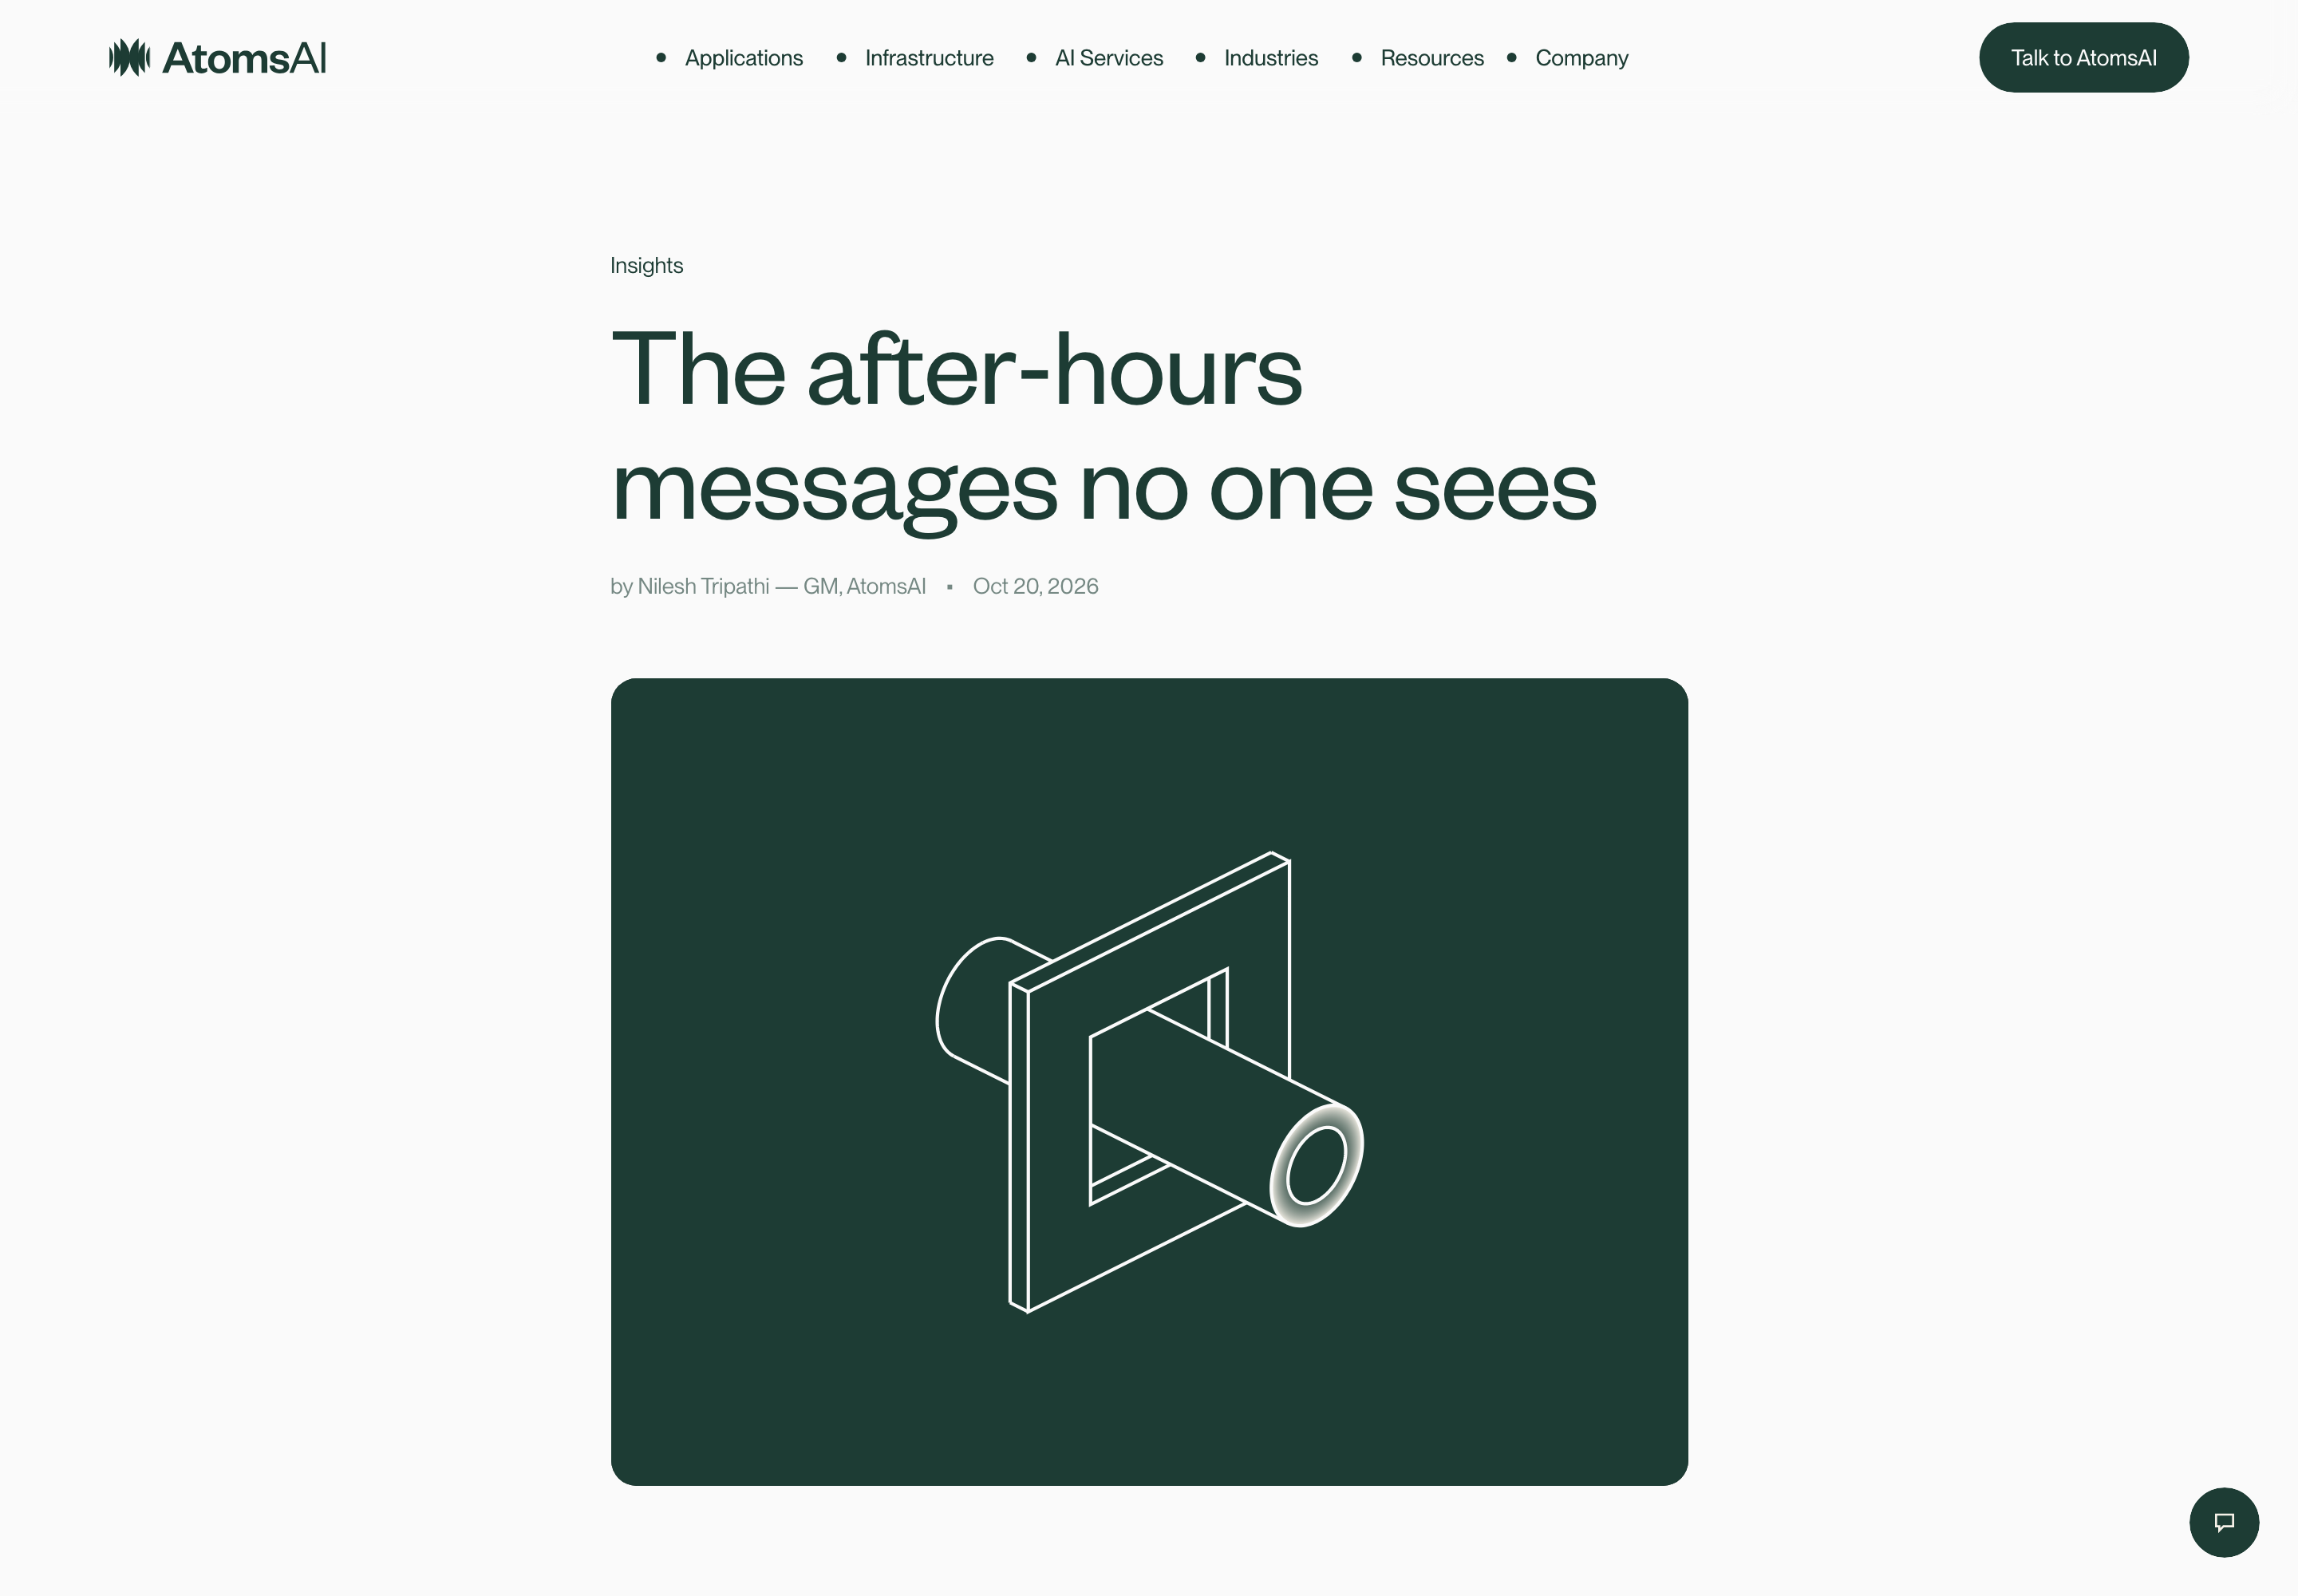 AtomsAI
Applications
Infrastructure
AI Services
Industries
Resources
Company
Talk to AtomsAI
Insights
The after-hours
messages no one sees
by Nilesh Tripathi — GM, AtomsAI ▪ Oct 20, 2026